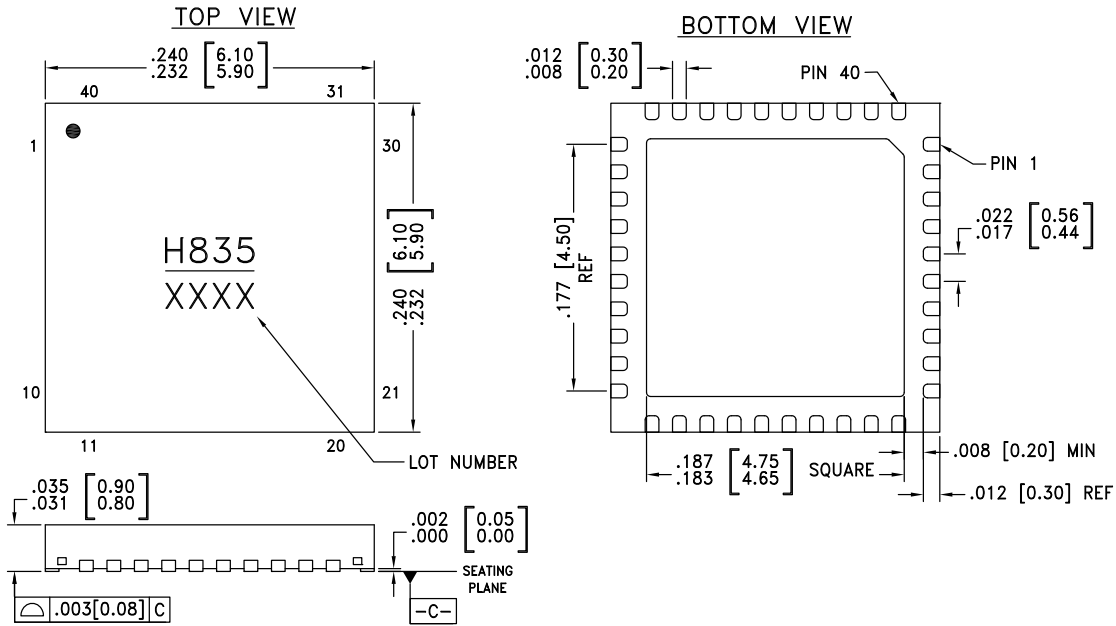 TOP VIEW
.240 [6.10]
.232 [5.90]
40
31
1
30
H835
XXXX
.240 [6.10]
.232 [5.90]
10
21
11
20
LOT NUMBER
.035 [0.90]
.031 [0.80]
.002 [0.05]
.000 [0.00]
SEATING
PLANE
.003[0.08] C
-C-
BOTTOM VIEW
.012 [0.30]
.008 [0.20]
PIN 40
PIN 1
.022 [0.56]
.017 [0.44]
.177 [4.50]
REF
.187 [4.75]
.183 [4.65]
SQUARE
.008 [0.20] MIN
.012 [0.30] REF